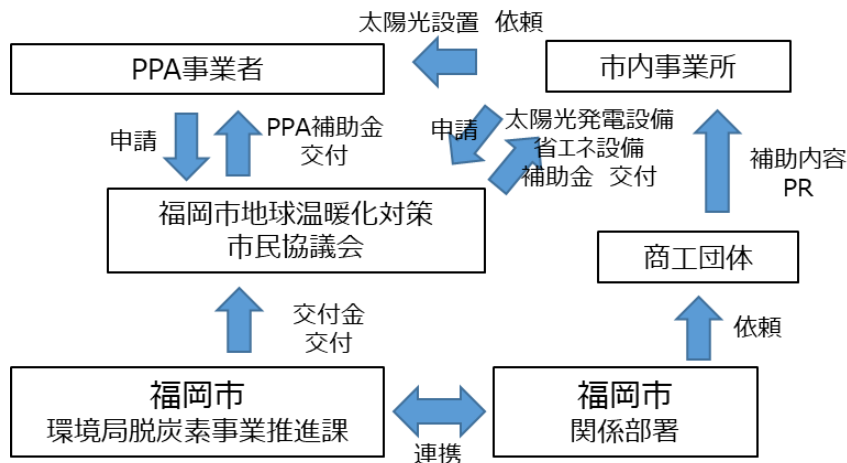 太陽光設置 依頼
PPA事業者
市内事業所
申請
PPA補助金
交付
申請
太陽光発電設備
省エネ設備
補助金 交付
補助内容
PR
福岡市地球温暖化対策
市民協議会
商工団体
交付金
交付
依頼
福岡市
環境局脱炭素事業推進課
連携
福岡市
関係部署